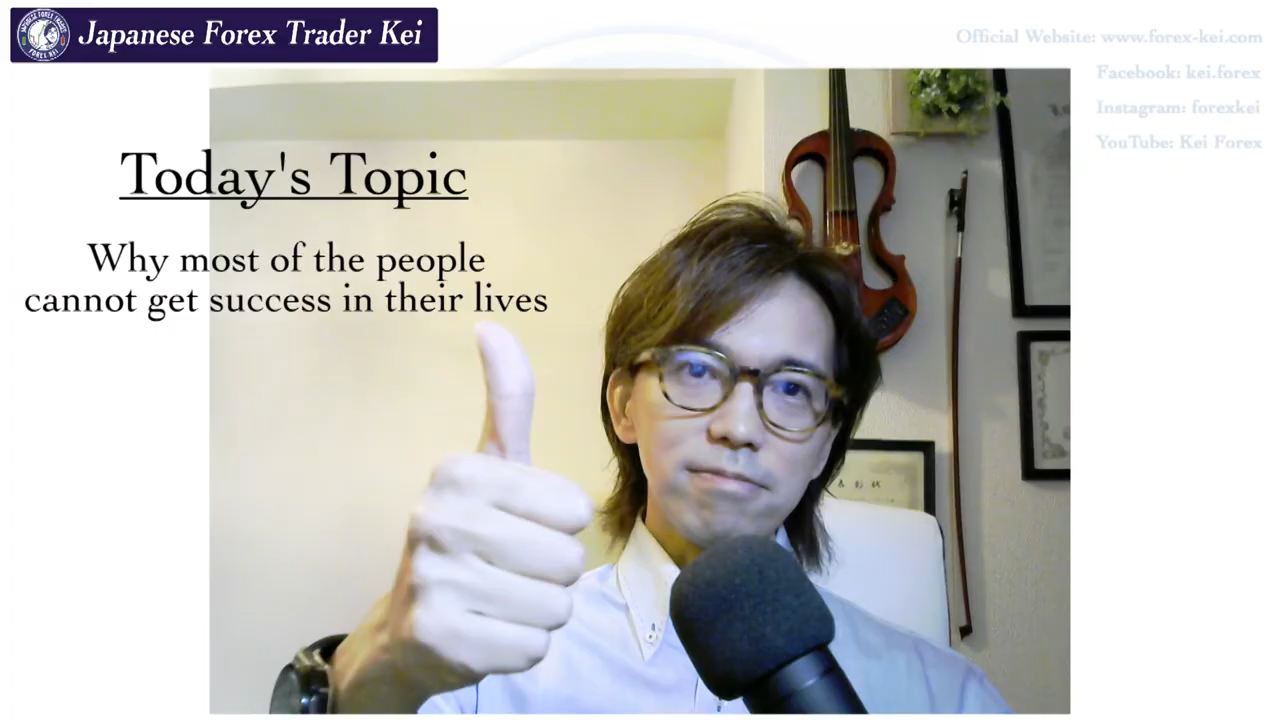 Japanese Forex Trader Kei
Official Website: www.forex-kei.com
Facebook: kei.forex
Instagram: forexkei
YouTube: Kei Forex
Today's Topic
Why most of the people
cannot get success in their lives